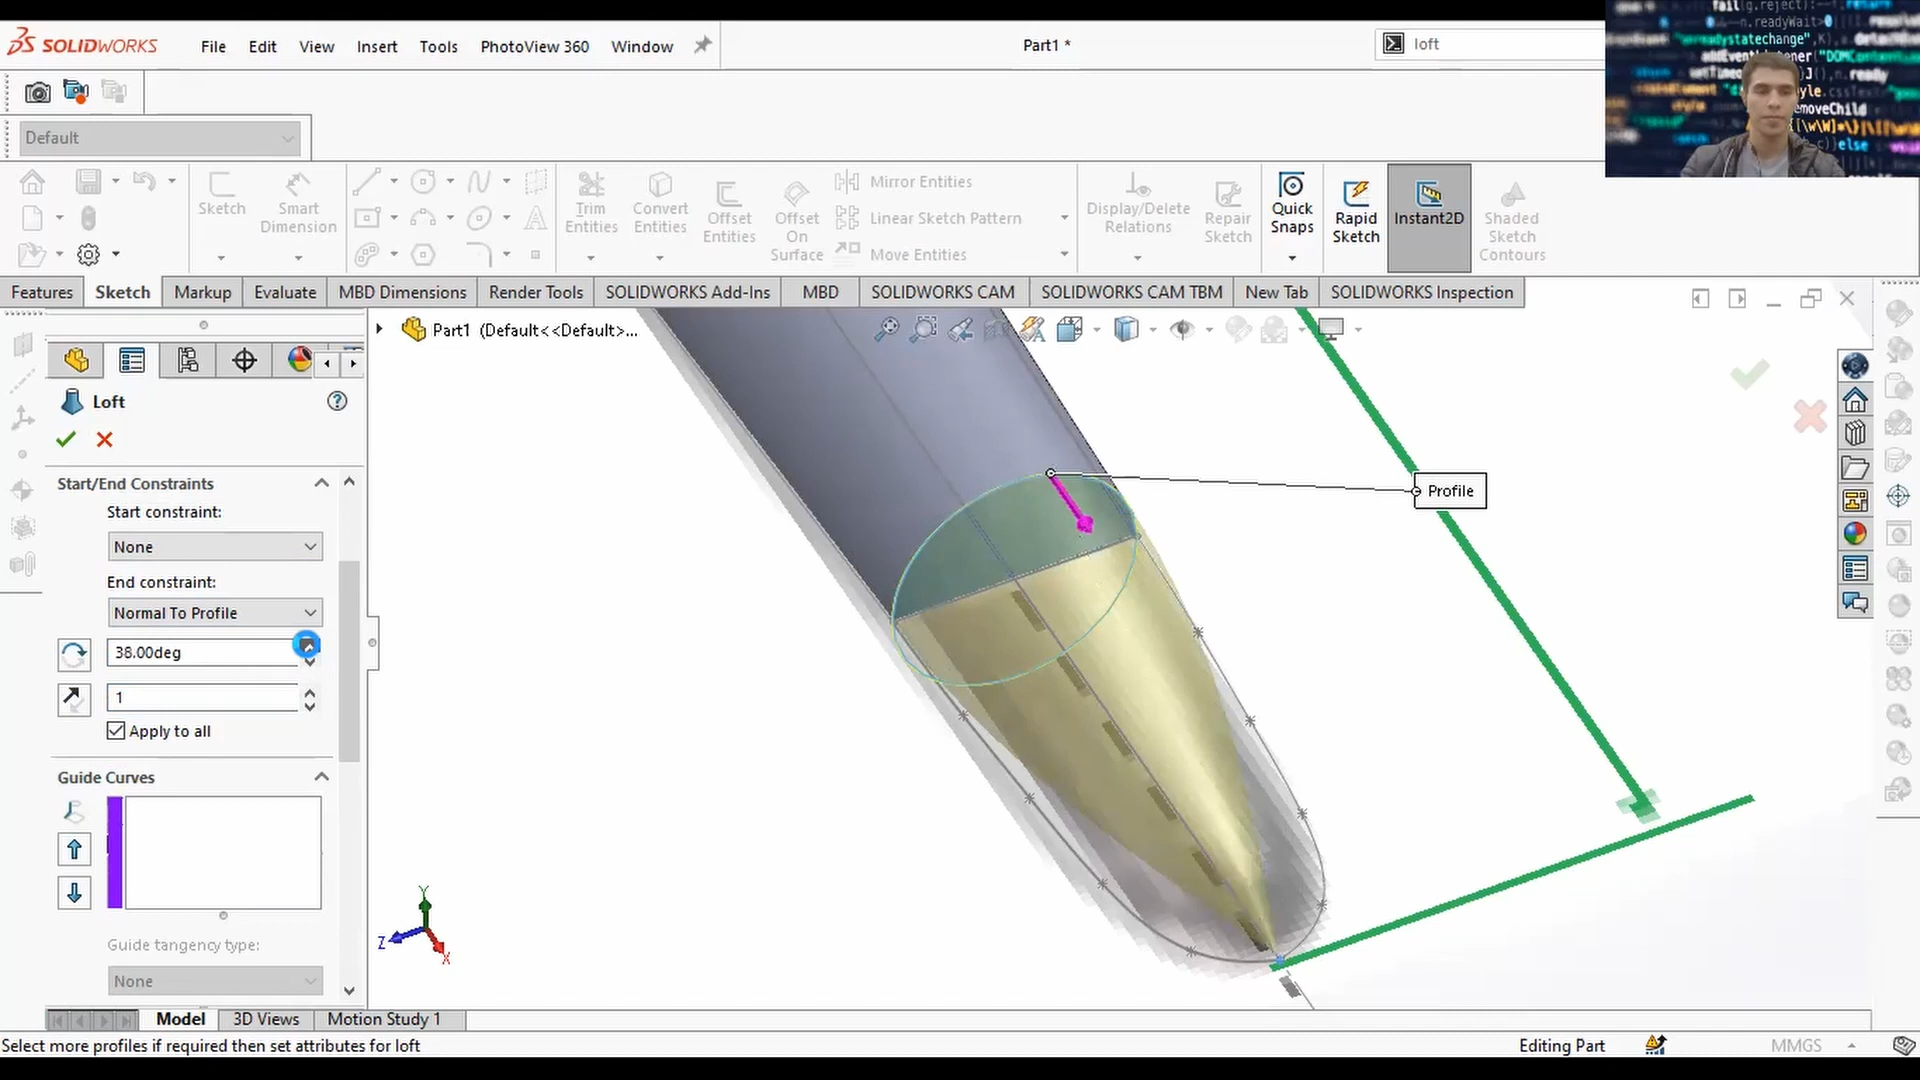 SOLIDWORKS
File Edit View Insert Tools PhotoView 360 Window
Part1 *
loft
Default
Sketch
Smart
Dimension
Trim
Entities
Convert
Entities
Offset
Entities
Offset
On
Surface
Mirror Entities
Linear Sketch Pattern
Move Entities
Display/Delete
Relations
Repair
Sketch
Quick
Snaps
Rapid
Sketch
Instant2D
Shaded
Sketch
Contours
Features Sketch Markup Evaluate MBD Dimensions Render Tools SOLIDWORKS Add-Ins MBD SOLIDWORKS CAM SOLIDWORKS CAM TBM New Tab SOLIDWORKS Inspection
Part1 (Default<<Default>...
Loft
Start/End Constraints
Start constraint:
None
End constraint:
Normal To Profile
38.00deg
1
Apply to all
Guide Curves
Guide tangency type:
None
Profile
Y
Z
X
Model 3D Views Motion Study 1
Select more profiles if required then set attributes for loft
Editing Part
MMGS